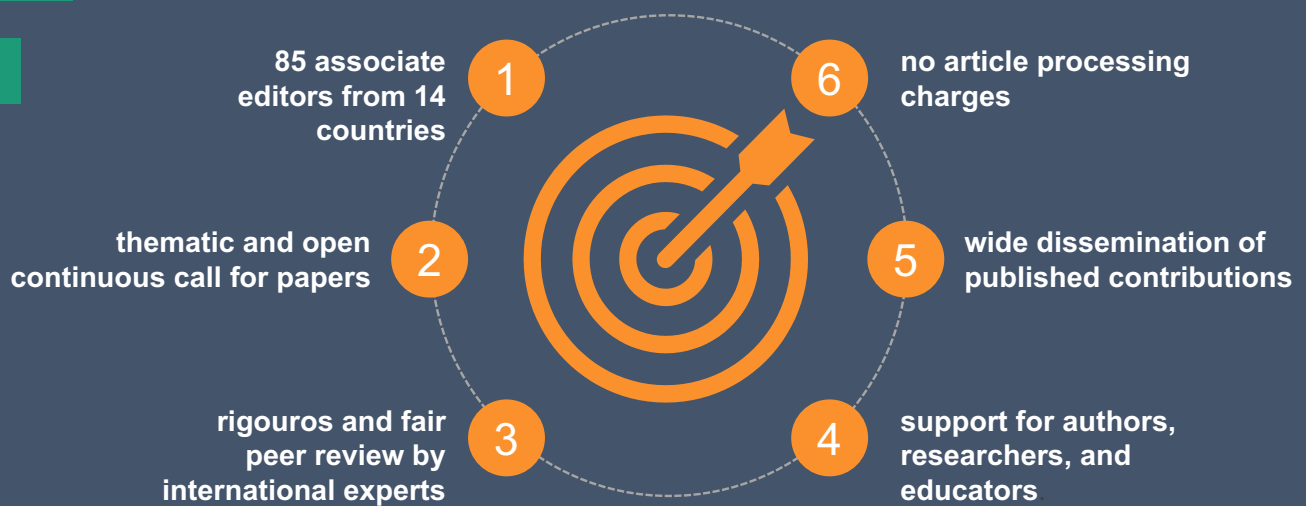 1
85 associate
editors from 14
countries
2
thematic and open
continuous call for papers
3
rigouros and fair
peer review by
international experts
4
support for authors,
researchers, and
educators.
5
wide dissemination of
published contributions
6
no article processing
charges